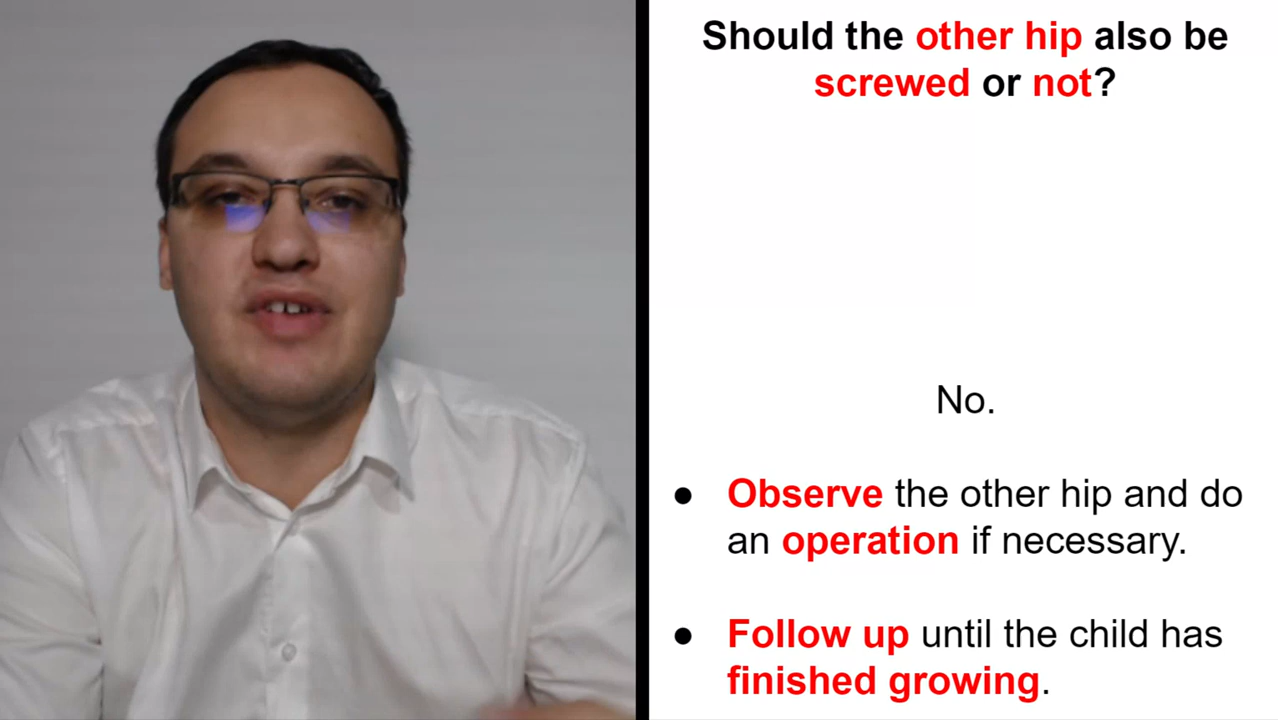 Should the other hip also be
screwed or not?
No.
● Observe the other hip and do
an operation if necessary.
● Follow up until the child has
finished growing.